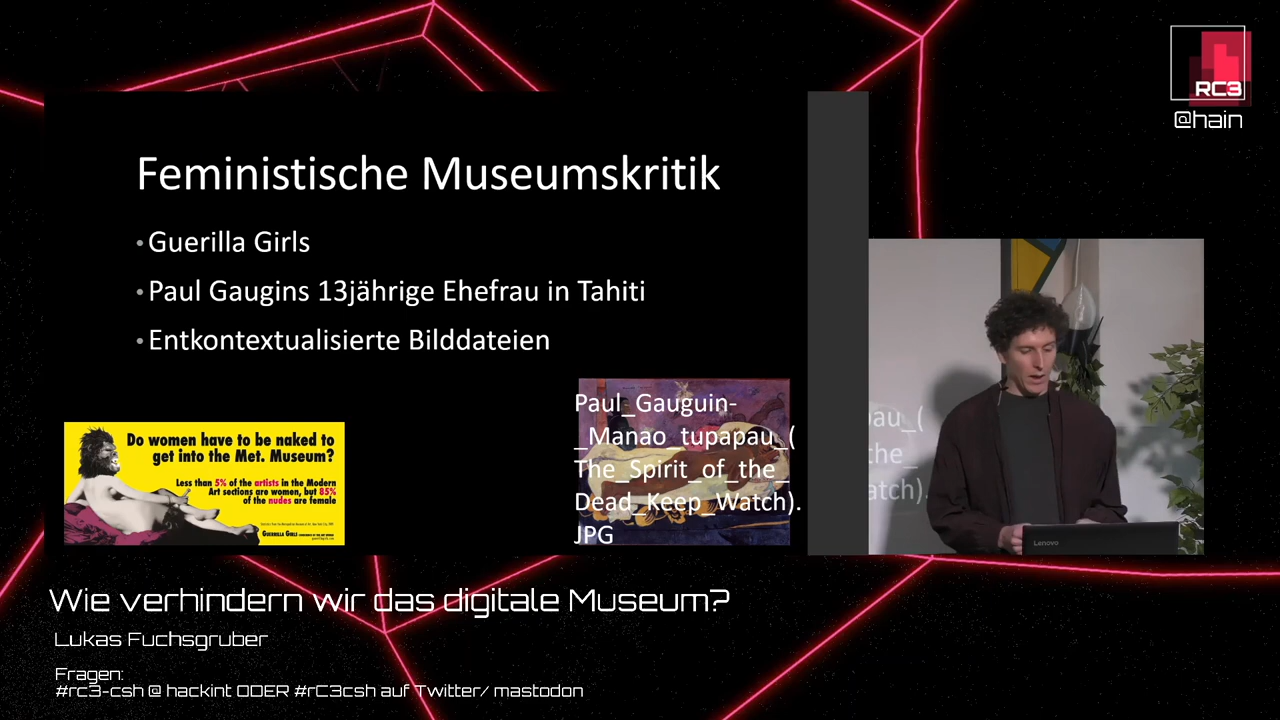 RC3
@hain
Feministische Museumskritik
• Guerilla Girls
• Paul Gaugins 13jährige Ehefrau in Tahiti
• Entkontextualisierte Bilddateien
Do women have to be naked to
get into the Met. Museum?
Less than 5% of the artists in the Modern
Art sections are women, but 85%
of the nudes are female
GUERRILLA GIRLS
Paul_Gauguin-
_Manao_tupapau_(
The_Spirit_of_the_
Dead_Keep_Watch).
JPG
pau_(
the_
atch).
Lenovo
Wie verhindern wir das digitale Museum?
Lukas Fuchsgruber
Fragen:
#rc3-csh @ hackint ODER #rC3csh auf Twitter/ mastodon